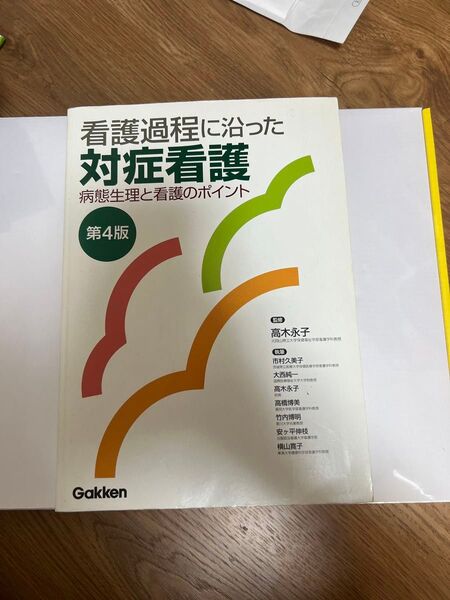 看護過程に沿った
対症看護
病態生理と看護のポイント
第4版
監修
高木永子
執筆
市村久美子
大西純一
高木永子
高橋博美
竹内博明
安ヶ平伸枝
横山寛子
Gakken